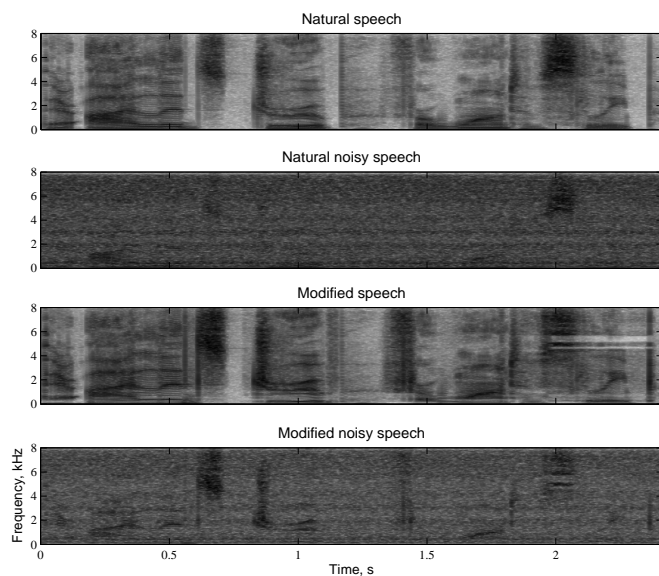 Natural speech
8
6
4
2
0
Natural noisy speech
8
6
4
2
0
Modified speech
8
6
4
2
0
Modified noisy speech
8
6
4
2
0
Frequency, kHz
0 0.5 1 1.5 2
Time, s